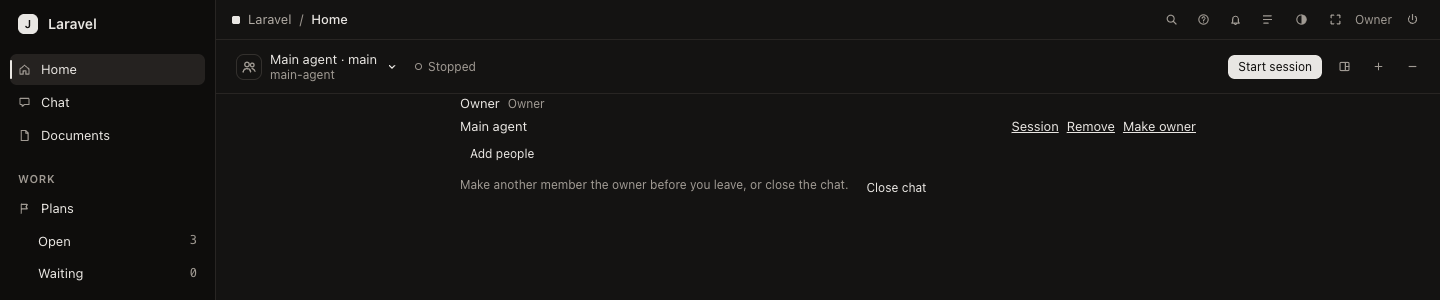 J Laravel
Home
Chat
Documents
WORK
Plans
Open 3
Waiting 0
Laravel / Home
Owner
Main agent · main
main-agent
Stopped
Start session
Owner Owner
Main agent
Session Remove Make owner
Add people
Make another member the owner before you leave, or close the chat. Close chat